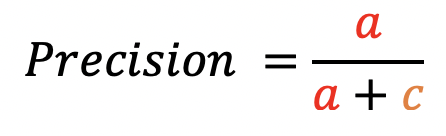 Precision = a / (a + c)